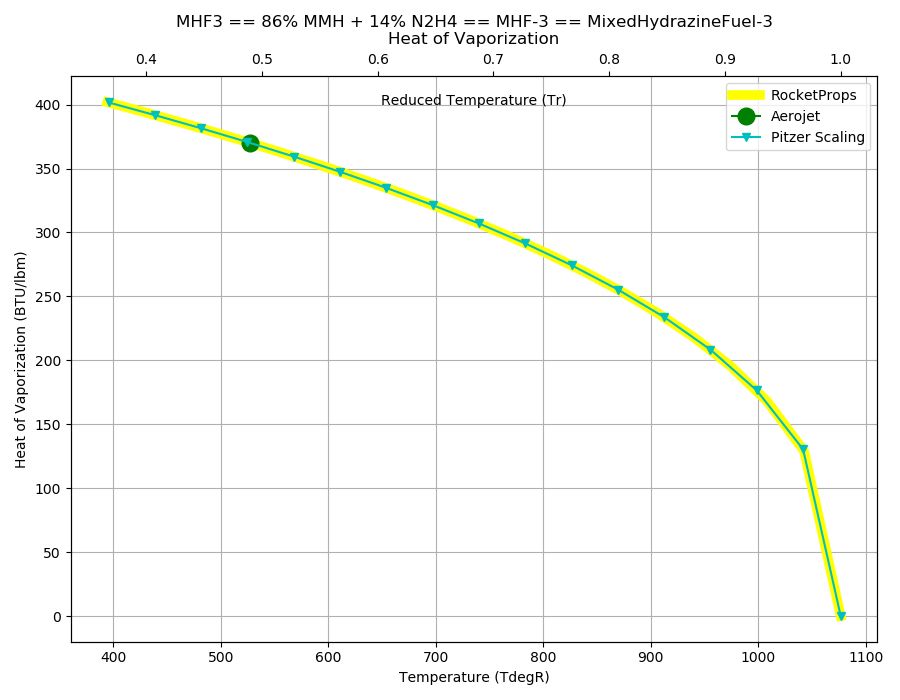 MHF3 == 86% MMH + 14% N2H4 == MHF-3 == MixedHydrazineFuel-3
Heat of Vaporization
0.4 0.5 0.6 0.7 0.8 0.9 1.0
Reduced Temperature (Tr)
RocketProps
Aerojet
Pitzer Scaling
Heat of Vaporization (BTU/lbm)
400
350
300
250
200
150
100
50
0
400 500 600 700 800 900 1000 1100
Temperature (TdegR)